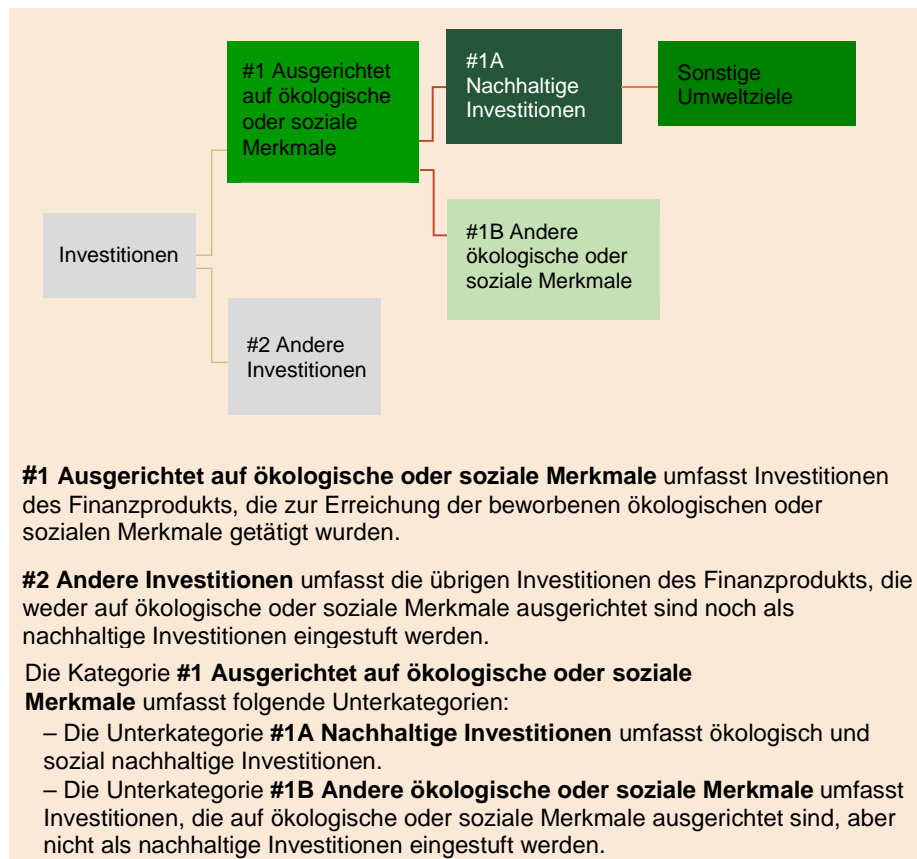 #1 Ausgerichtet
auf ökologische
oder soziale
Merkmale
#1A
Nachhaltige
Investitionen
Sonstige
Umweltziele
Investitionen
#1B Andere
ökologische oder
soziale Merkmale
#2 Andere
Investitionen
#1 Ausgerichtet auf ökologische oder soziale Merkmale umfasst Investitionen
des Finanzprodukts, die zur Erreichung der beworbenen ökologischen oder
sozialen Merkmale getätigt wurden.
#2 Andere Investitionen umfasst die übrigen Investitionen des Finanzprodukts, die
weder auf ökologische oder soziale Merkmale ausgerichtet sind noch als
nachhaltige Investitionen eingestuft werden.
Die Kategorie #1 Ausgerichtet auf ökologische oder soziale
Merkmale umfasst folgende Unterkategorien:
– Die Unterkategorie #1A Nachhaltige Investitionen umfasst ökologisch und
sozial nachhaltige Investitionen.
– Die Unterkategorie #1B Andere ökologische oder soziale Merkmale umfasst
Investitionen, die auf ökologische oder soziale Merkmale ausgerichtet sind, aber
nicht als nachhaltige Investitionen eingestuft werden.